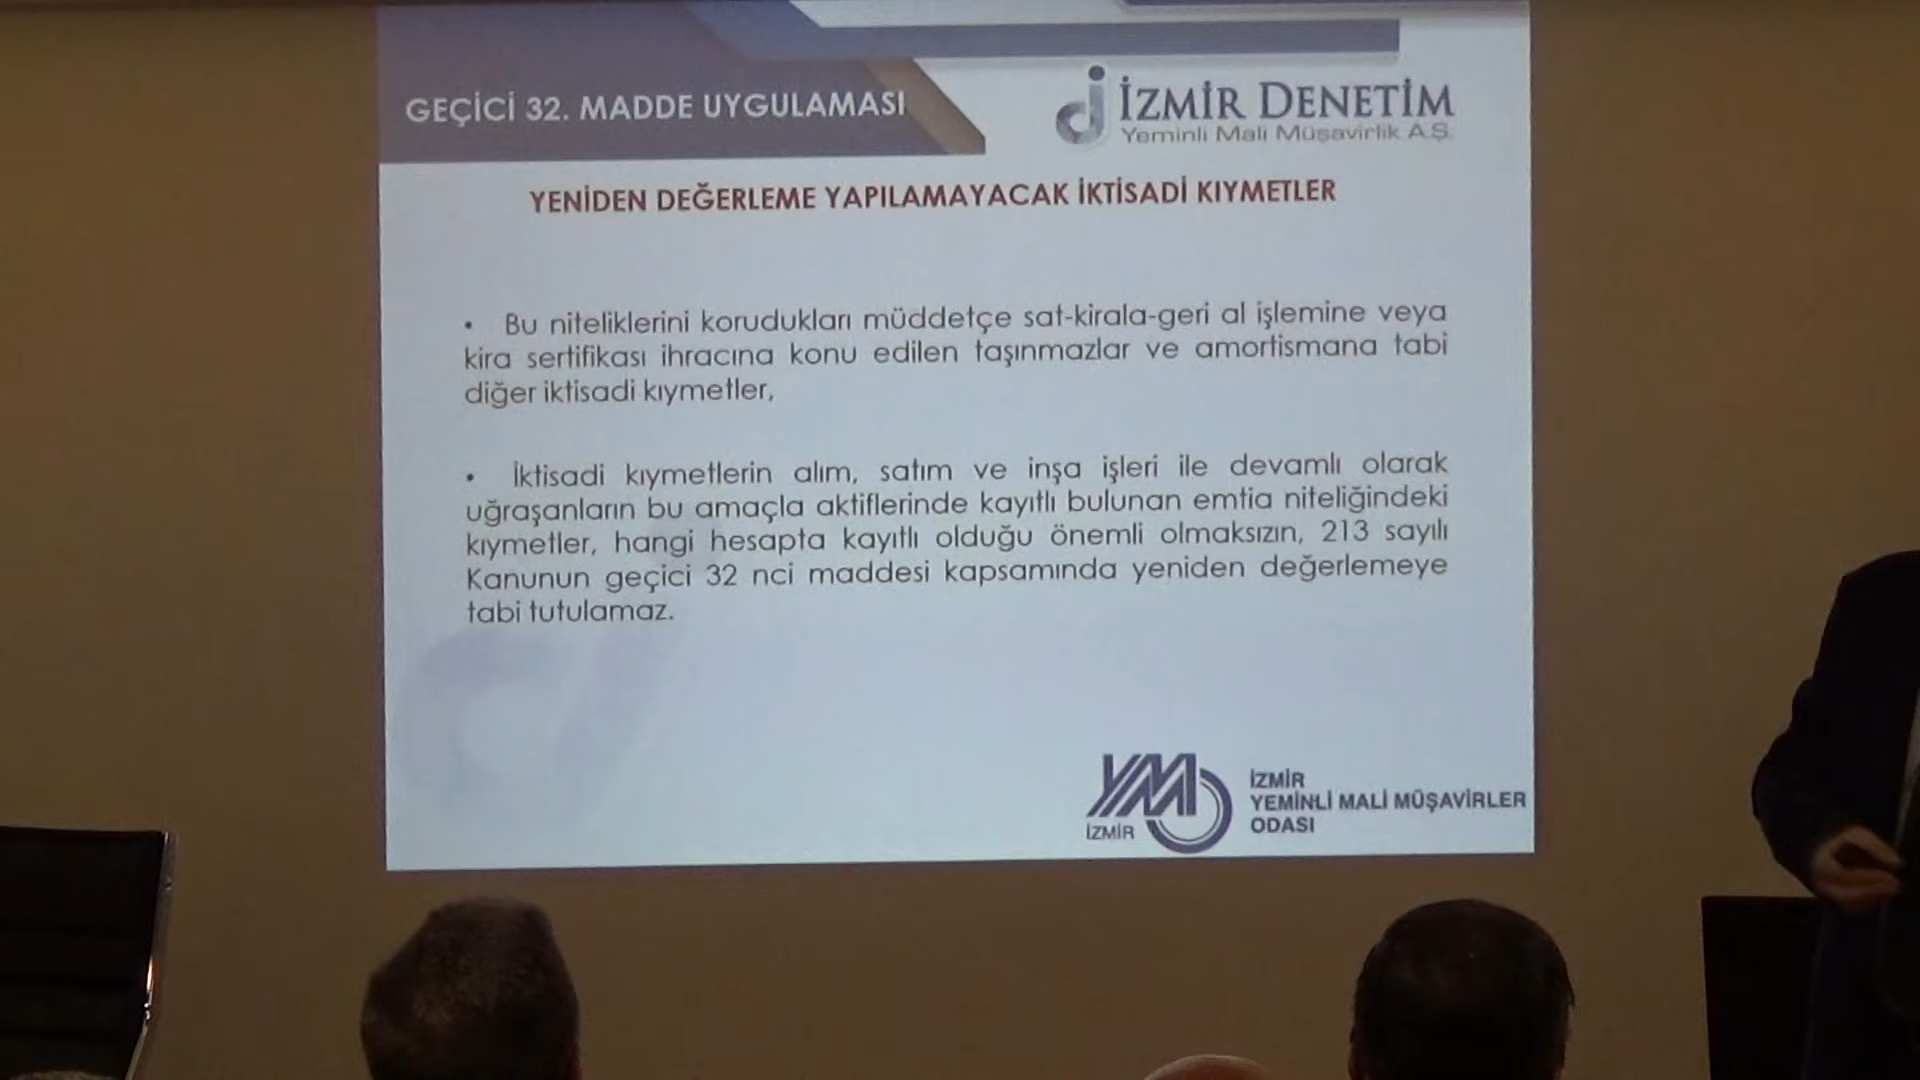 GEÇİCİ 32. MADDE UYGULAMASI
İZMİR DENETİM
Yeminli Mali Müşavirlik A.Ş.
YENİDEN DEĞERLEME YAPILAMAYACAK İKTİSADİ KIYMETLER
• Bu niteliklerini korudukları müddetçe sat-kirala-geri al işlemine veya
kira sertifikası ihracına konu edilen taşınmazlar ve amortismana tabi
diğer iktisadi kıymetler,
• İktisadi kıymetlerin alım, satım ve inşa işleri ile devamlı olarak
uğraşanların bu amaçla aktiflerinde kayıtlı bulunan emtia niteliğindeki
kıymetler, hangi hesapta kayıtlı olduğu önemli olmaksızın, 213 sayılı
Kanunun geçici 32 nci maddesi kapsamında yeniden değerlemeye
tabi tutulamaz.
YMMO
İZMİR
İZMİR
YEMİNLİ MALİ MÜŞAVİRLER
ODASI